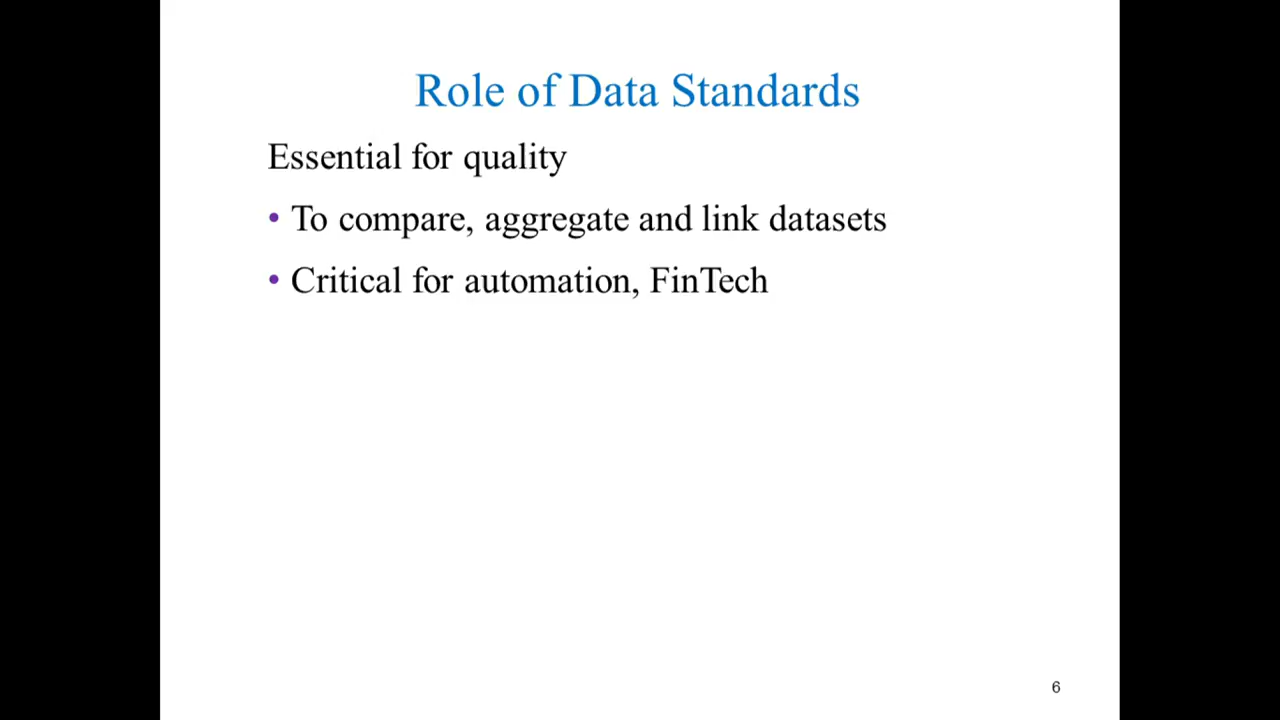 Role of Data Standards
Essential for quality
• To compare, aggregate and link datasets
• Critical for automation, FinTech
6